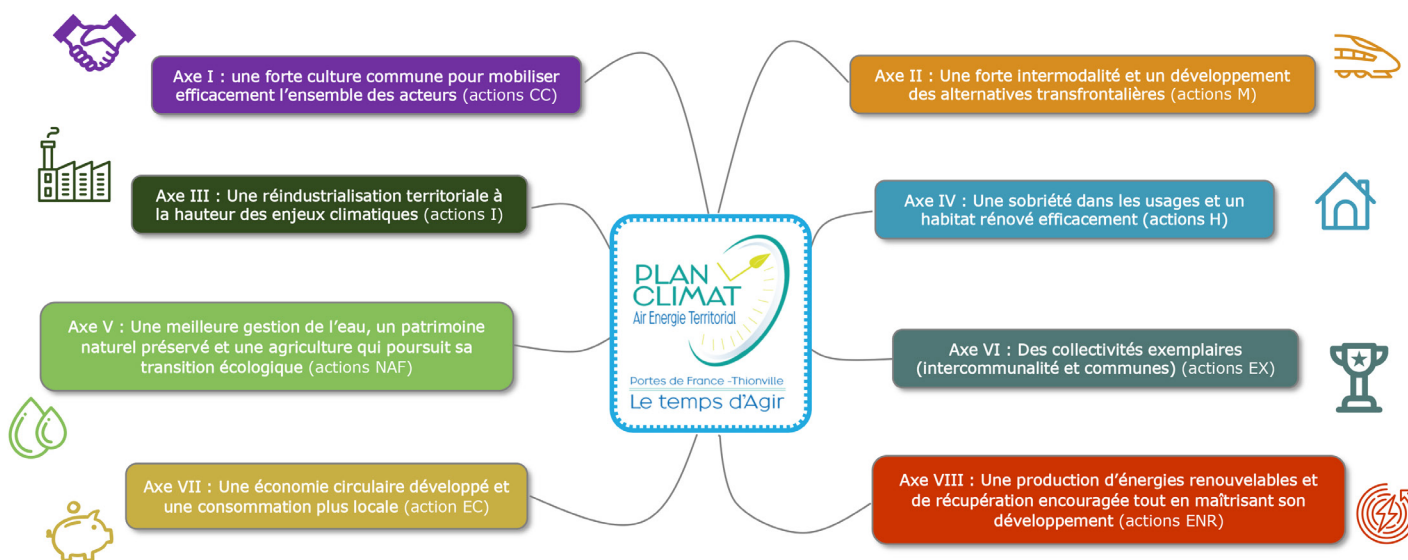 Axe I : une forte culture commune pour mobiliser
efficacement l'ensemble des acteurs (actions CC)
Axe II : Une forte intermodalité et un développement
des alternatives transfrontalières (actions M)
Axe III : Une réindustrialisation territoriale à
la hauteur des enjeux climatiques (actions I)
Axe IV : Une sobriété dans les usages et un
habitat rénové efficacement (actions H)
PLAN
CLIMAT
Air Energie Territorial
Portes de France -Thionville
Le temps d'Agir
Axe V : Une meilleure gestion de l'eau, un patrimoine
naturel préservé et une agriculture qui poursuit sa
transition écologique (actions NAF)
Axe VI : Des collectivités exemplaires
(intercommunalité et communes) (actions EX)
Axe VII : Une économie circulaire développé et
une consommation plus locale (action EC)
Axe VIII : Une production d'énergies renouvelables et
de récupération encouragée tout en maîtrisant son
développement (actions ENR)